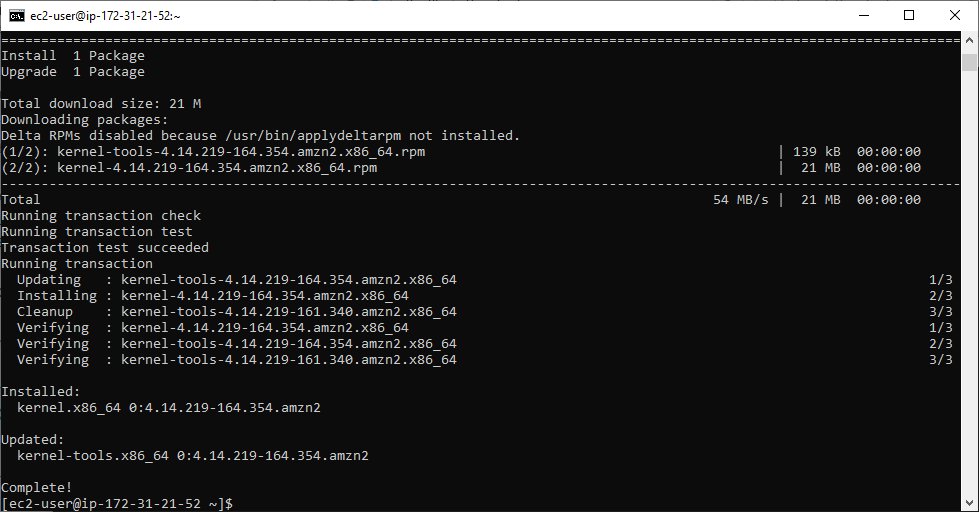 ec2-user@ip-172-31-21-52:~
========================================================================================================================
Install  1 Package
Upgrade  1 Package
Total download size: 21 M
Downloading packages:
Delta RPMs disabled because /usr/bin/applydeltarpm not installed.
(1/2): kernel-tools-4.14.219-164.354.amzn2.x86_64.rpm | 139 kB  00:00:00
(2/2): kernel-4.14.219-164.354.amzn2.x86_64.rpm |  21 MB  00:00:00
------------------------------------------------------------------------------------------------------------------------
Total 54 MB/s |  21 MB  00:00:00
Running transaction check
Running transaction test
Transaction test succeeded
Running transaction
  Updating   : kernel-tools-4.14.219-164.354.amzn2.x86_64 1/3
  Installing : kernel-4.14.219-164.354.amzn2.x86_64 2/3
  Cleanup    : kernel-tools-4.14.219-161.340.amzn2.x86_64 3/3
  Verifying  : kernel-4.14.219-164.354.amzn2.x86_64 1/3
  Verifying  : kernel-tools-4.14.219-164.354.amzn2.x86_64 2/3
  Verifying  : kernel-tools-4.14.219-161.340.amzn2.x86_64 3/3
Installed:
  kernel.x86_64 0:4.14.219-164.354.amzn2
Updated:
  kernel-tools.x86_64 0:4.14.219-164.354.amzn2
Complete!
[ec2-user@ip-172-31-21-52 ~]$